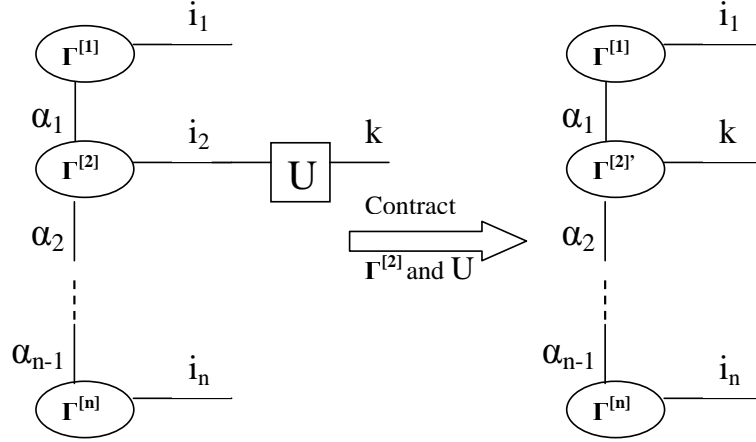 Γ[1] i1
α1
Γ[2] i2 U k
α2
αn-1
Γ[n] in
Contract
Γ[2] and U
Γ[1] i1
α1
Γ[2]' k
α2
αn-1
Γ[n] in